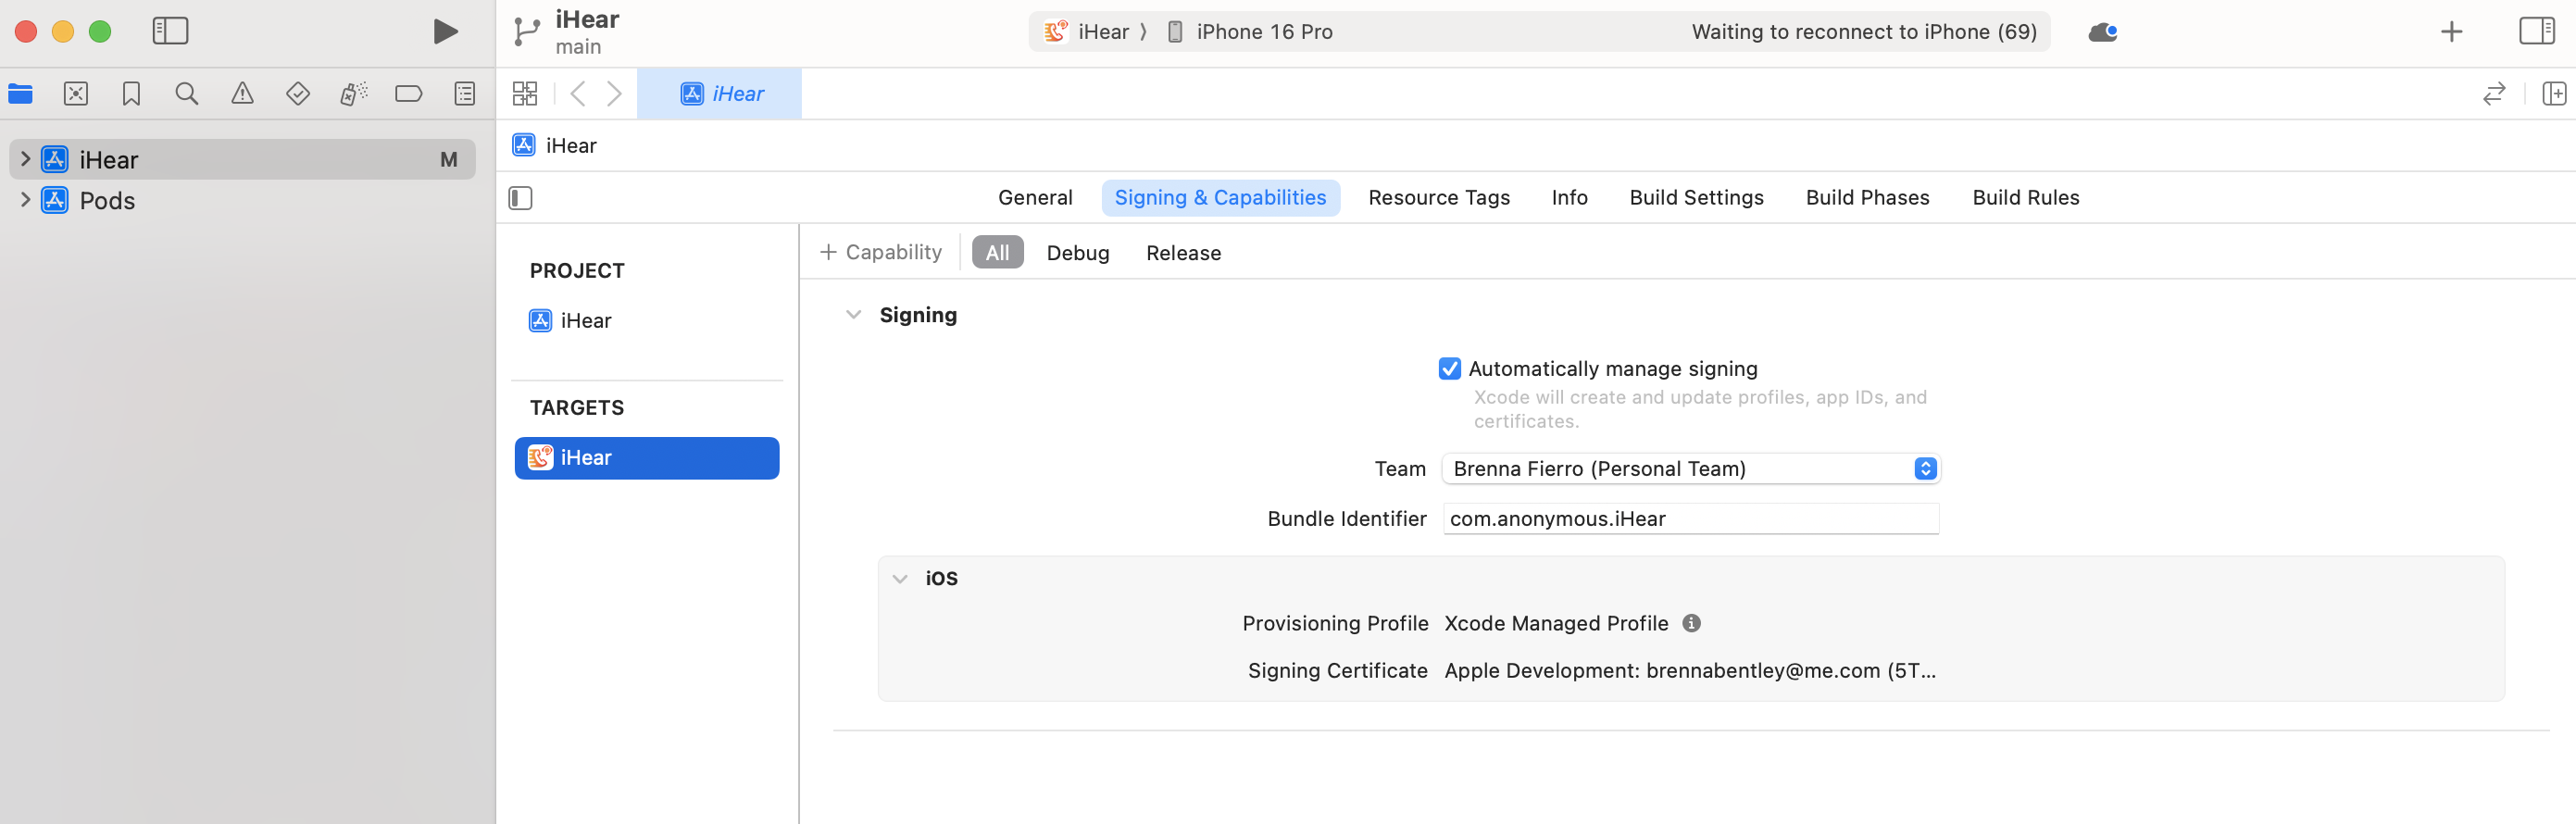 iHear
main
iHear
iPhone 16 Pro
Waiting to reconnect to iPhone (69)
iHear
iHear M
Pods
iHear
General
Signing & Capabilities
Resource Tags
Info
Build Settings
Build Phases
Build Rules
PROJECT
iHear
TARGETS
iHear
+ Capability
All
Debug
Release
Signing
Automatically manage signing
Xcode will create and update profiles, app IDs, and
certificates.
Team Brenna Fierro (Personal Team)
Bundle Identifier com.anonymous.iHear
iOS
Provisioning Profile Xcode Managed Profile
Signing Certificate Apple Development: brennabentley@me.com (5T...